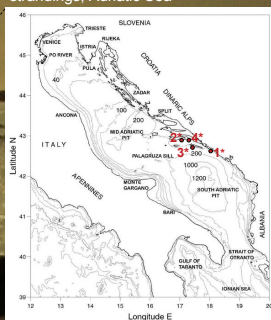 strandings, Adriatic Sea
SLOVENIA
46
TRIESTE
VENICE
ISTRIA
RIJEKA
PO RIVER
PULA
CROATIA
45
40
ZADAR
DINARIC ALPS
44
100
200
ANCONA
SPLIT
MID ADRIATIC
PIT
2* 4*
43
ITALY
PALAGRUZA SILL
3* 200 1*
1000
1200
42
APENNINES
MONTE
GARGANO
SOUTH ADRIATIC
PIT
ALBANIA
BARI
41
STRAIT OF
OTRANTO
40
GULF OF
TARANTO
IONIAN SEA
39
12 13 14 15 16 17 18 19 20
Latitude N
Longitude E